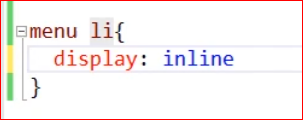 menu li{
display: inline
}